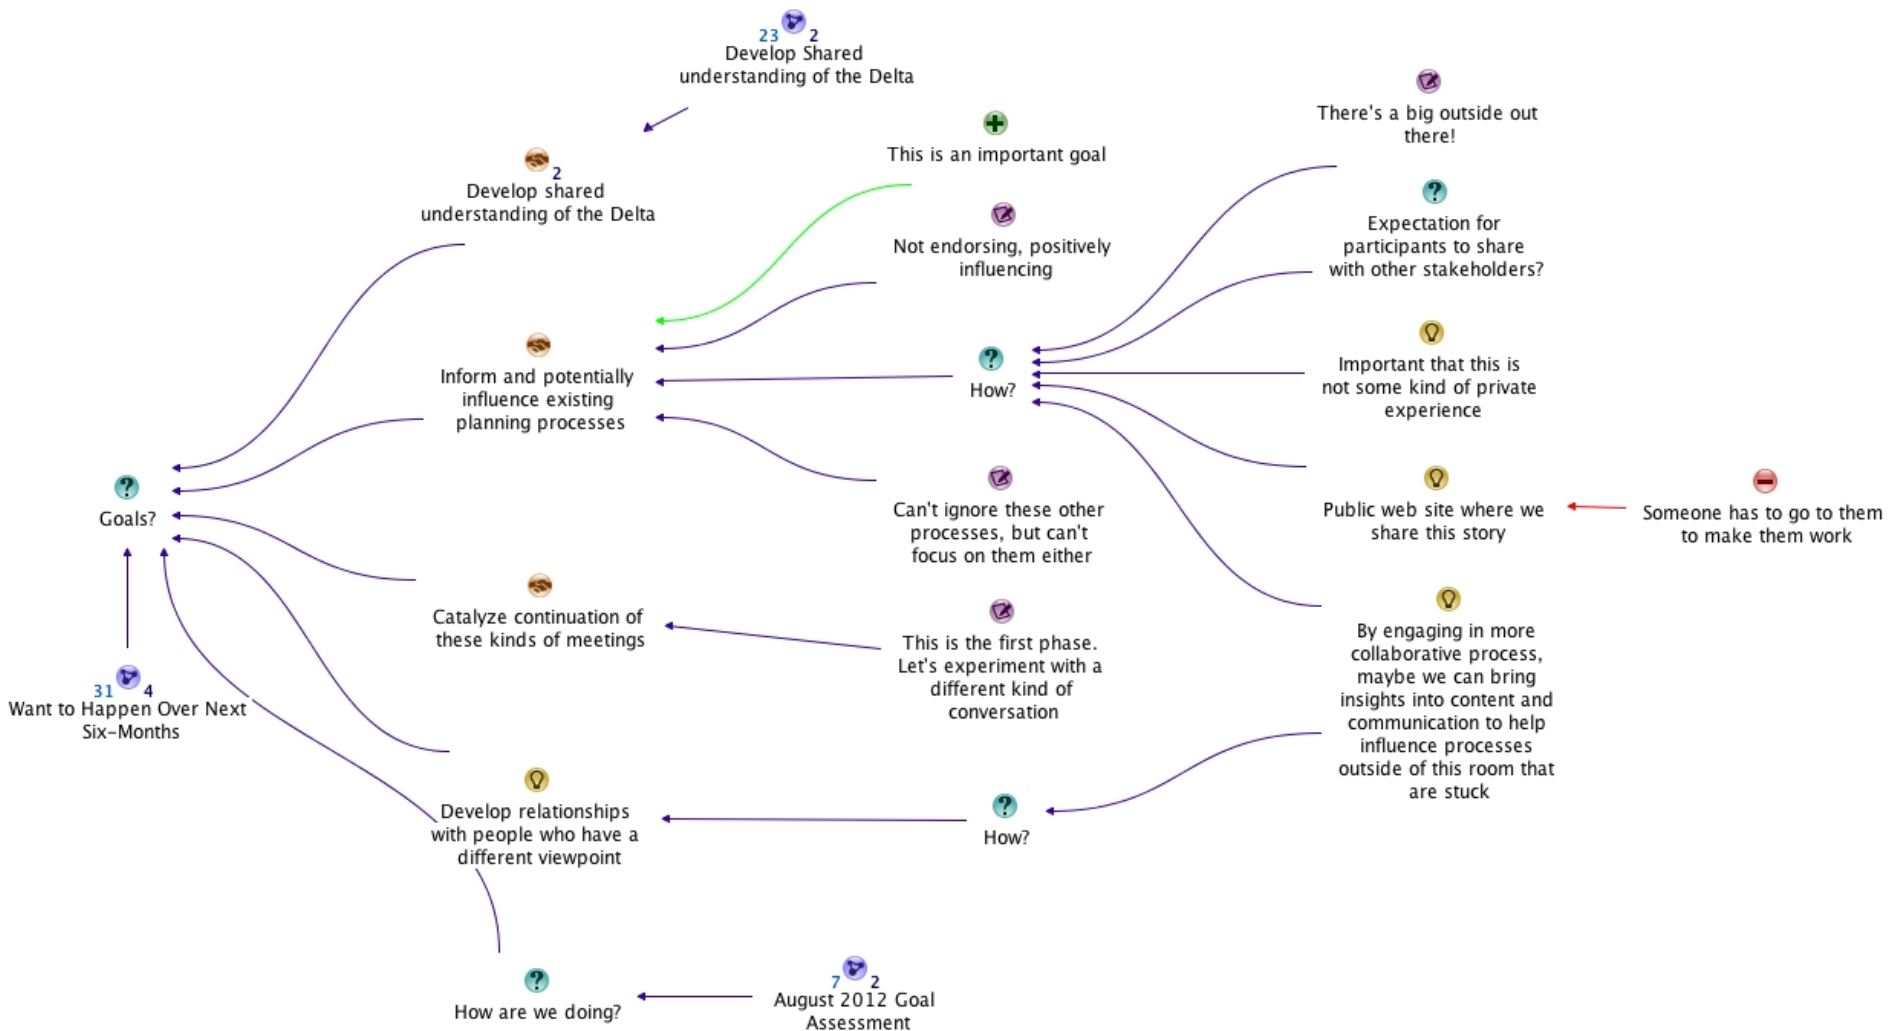 23 2
Develop Shared
understanding of the Delta
There's a big outside out
there!
This is an important goal
2
Develop shared
understanding of the Delta
Expectation for
participants to share
with other stakeholders?
Not endorsing, positively
influencing
Inform and potentially
influence existing
planning processes
How?
Important that this is
not some kind of private
experience
Goals?
Can't ignore these other
processes, but can't
focus on them either
Public web site where we
share this story
Someone has to go to them
to make them work
Catalyze continuation of
these kinds of meetings
This is the first phase.
Let's experiment with a
different kind of
conversation
By engaging in more
collaborative process,
maybe we can bring
insights into content and
communication to help
influence processes
outside of this room that
are stuck
31 4
Want to Happen Over Next
Six-Months
Develop relationships
with people who have a
different viewpoint
How?
How are we doing?
7 2
August 2012 Goal
Assessment